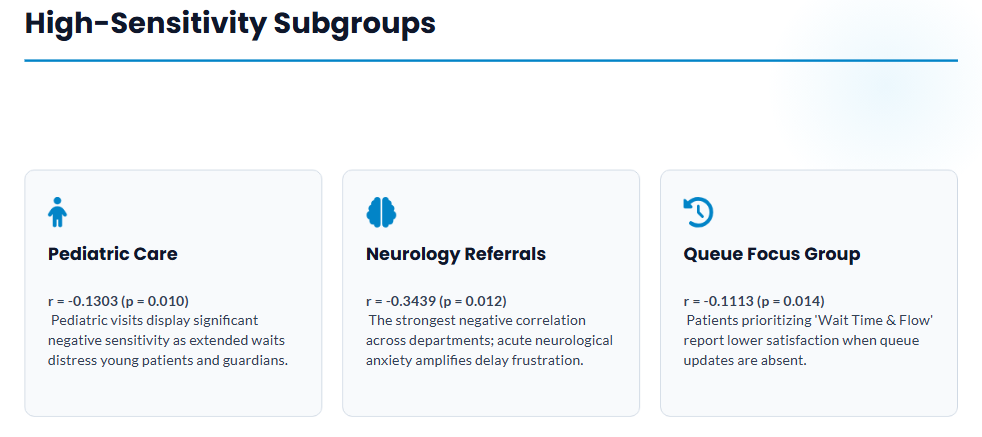 High-Sensitivity Subgroups
Pediatric Care
r = -0.1303 (p = 0.010)
Pediatric visits display significant
negative sensitivity as extended waits
distress young patients and guardians.
Neurology Referrals
r = -0.3439 (p = 0.012)
The strongest negative correlation
across departments; acute neurological
anxiety amplifies delay frustration.
Queue Focus Group
r = -0.1113 (p = 0.014)
Patients prioritizing 'Wait Time & Flow'
report lower satisfaction when queue
updates are absent.